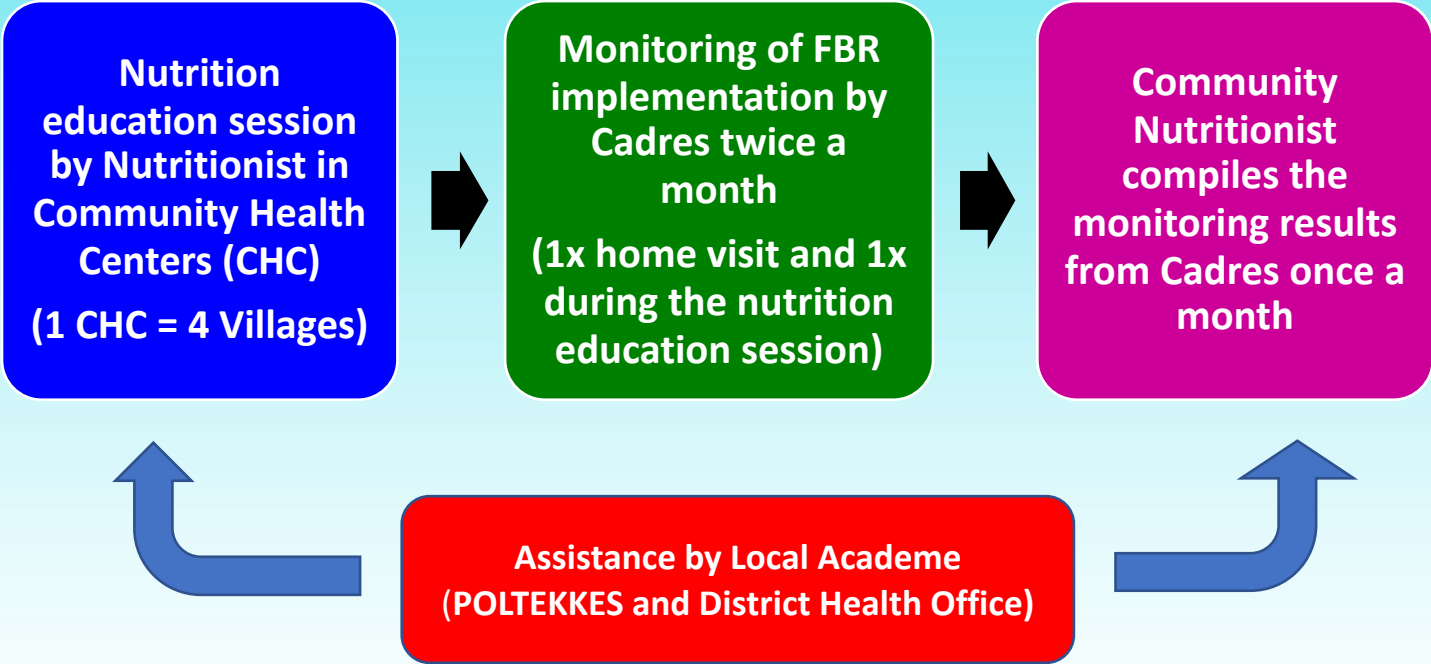 Nutrition
education session
by Nutritionist in
Community Health
Centers (CHC)
(1 CHC = 4 Villages)
Monitoring of FBR
implementation by
Cadres twice a
month
(1x home visit and 1x
during the nutrition
education session)
Community
Nutritionist
compiles the
monitoring results
from Cadres once a
month
Assistance by Local Academe
(POLTEKKES and District Health Office)